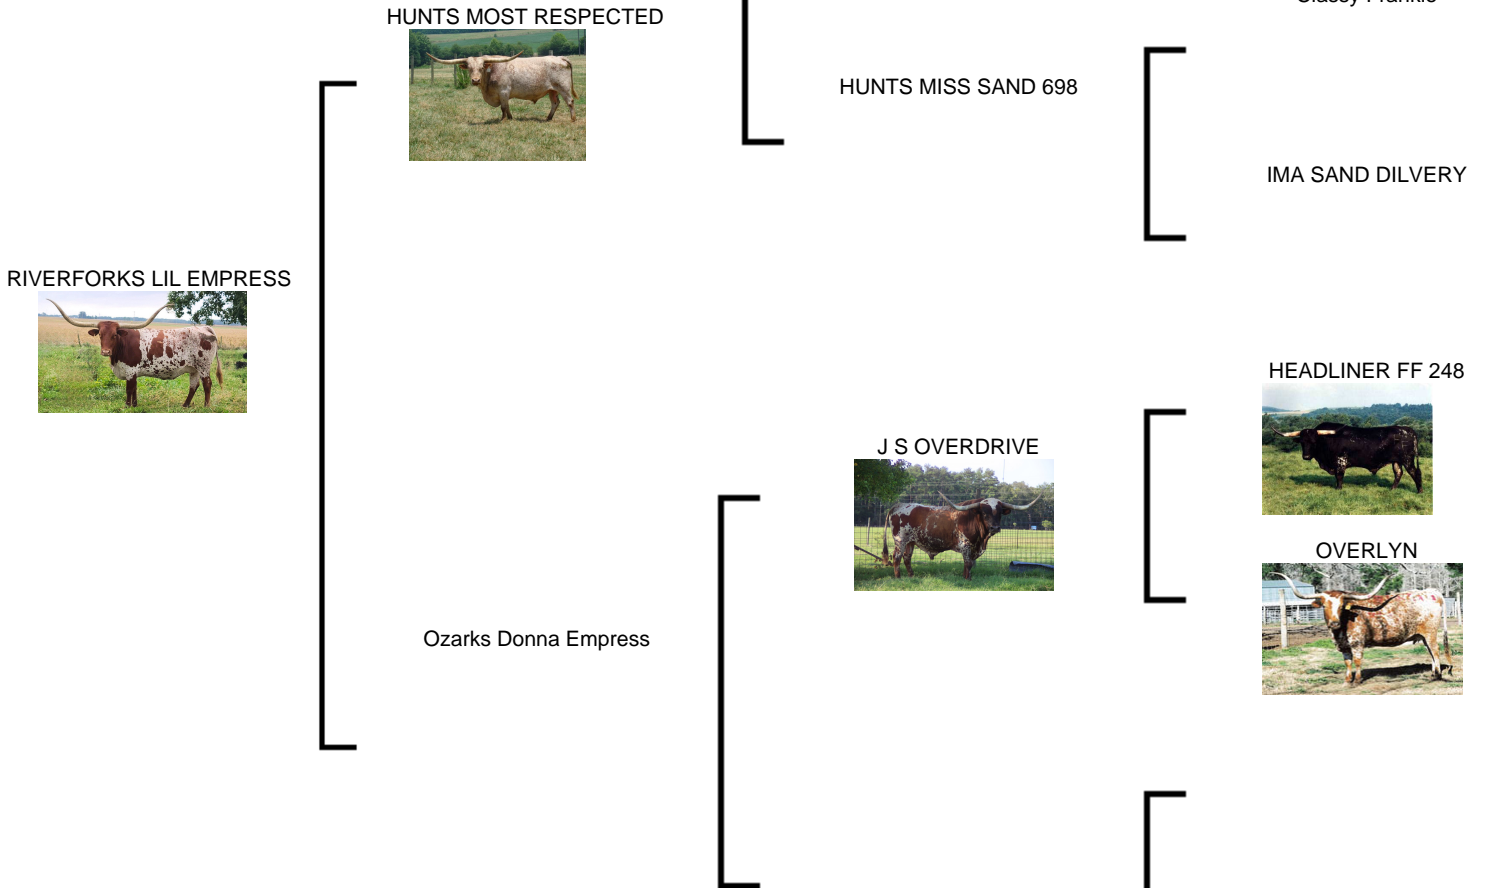 HUNTS MOST RESPECTED
HUNTS MISS SAND 698
IMA SAND DILVERY
RIVERFORKS LIL EMPRESS
HEADLINER FF 248
J S OVERDRIVE
OVERLYN
Ozarks Donna Empress